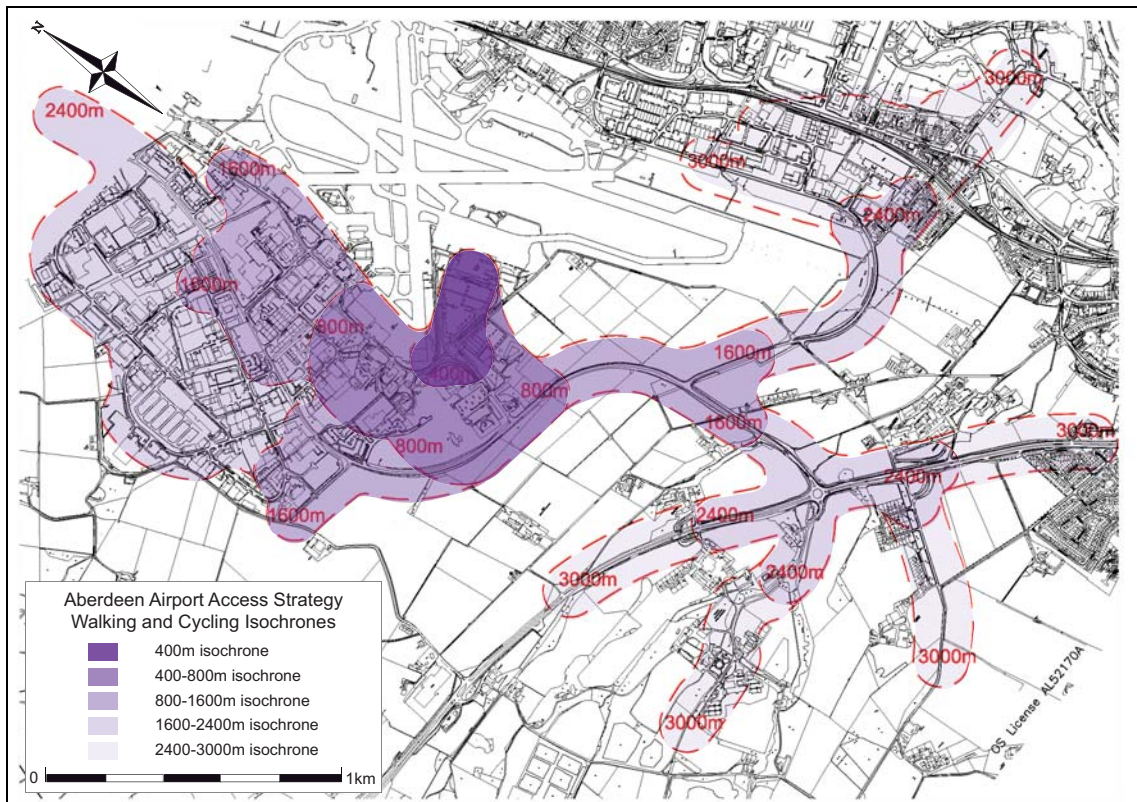 N
2400m
3000m
1600m
3000m
2400m
1600m
800m
400m
1600m
800m
1600m
800m
3000m
2400m
1600m
2400m
3000m
2400m
3000m
3000m
OS License AL52170A
Aberdeen Airport Access Strategy
Walking and Cycling Isochrones
400m isochrone
400-800m isochrone
800-1600m isochrone
1600-2400m isochrone
2400-3000m isochrone
0
1km